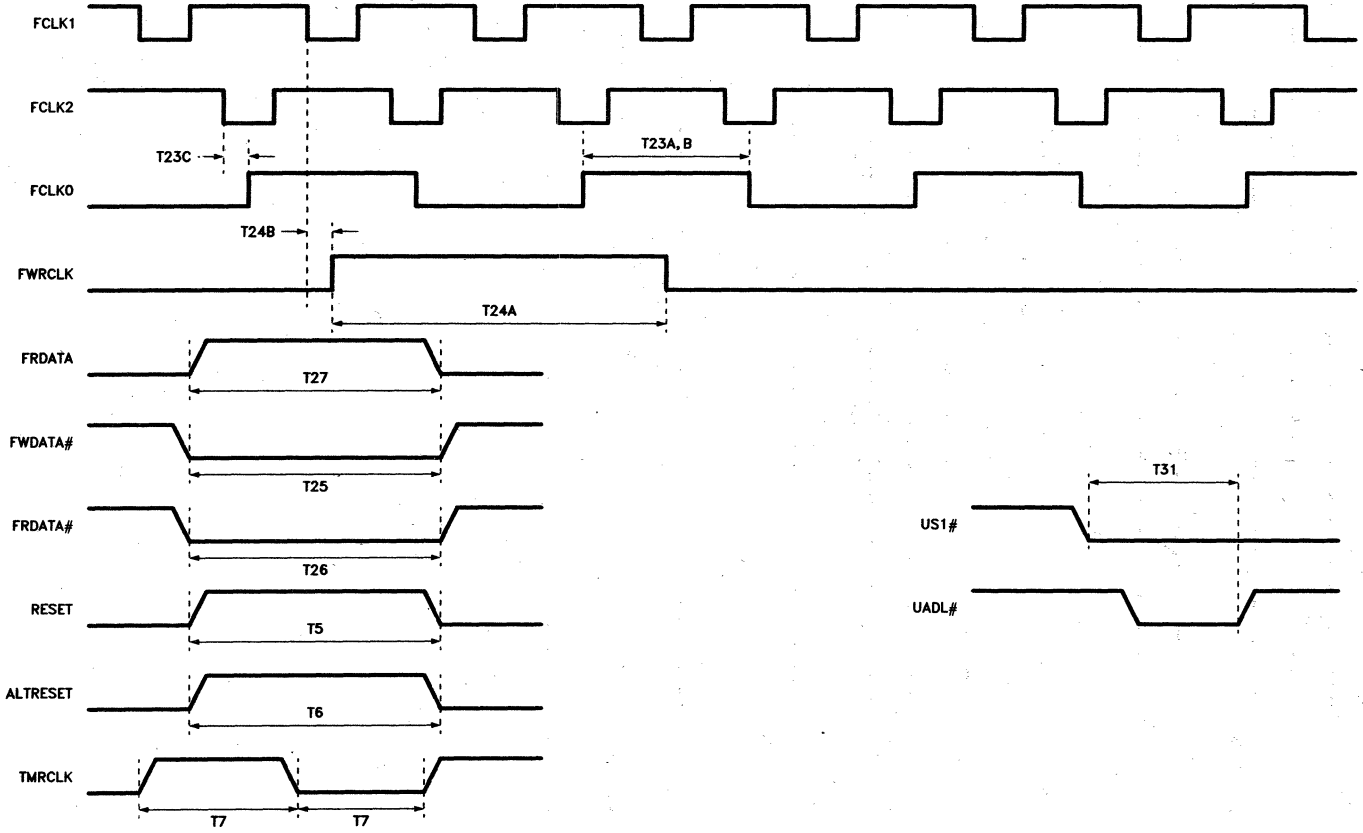 FCLK1
FCLK2
T23C
T23A, B
FCLKO
T24B
FWRCLK
T24A
FRDATA
T27
FWDATA#
T25
T31
FRDATA#
US1#
T26
RESET
UADL#
T5
ALTRESET
T6
TMRCLK
T7 T7